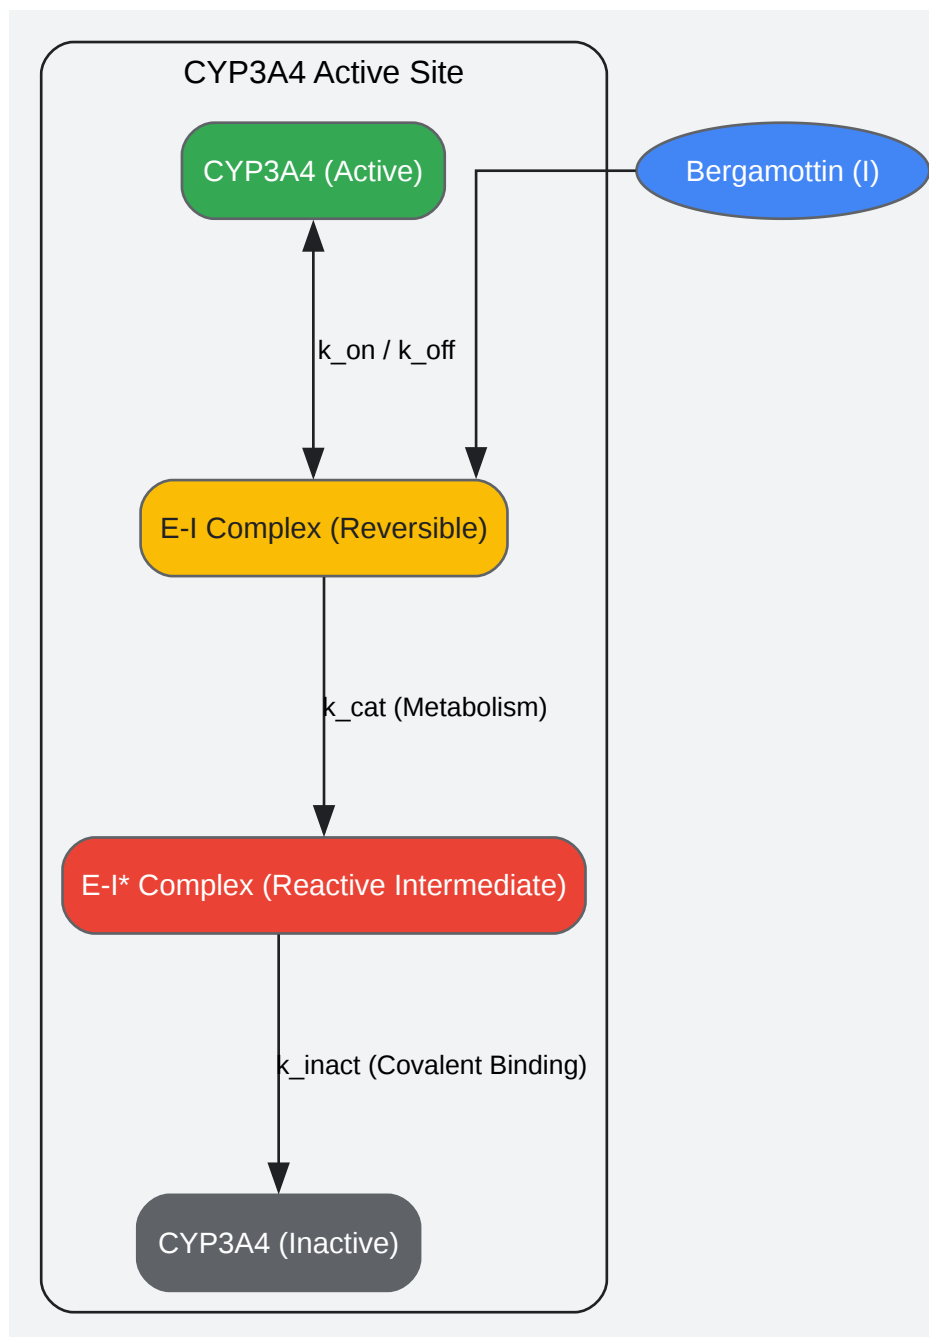 CYP3A4 Active Site
CYP3A4 (Active)
Bergamottin (I)
k_on / k_off
E-I Complex (Reversible)
k_cat (Metabolism)
E-I* Complex (Reactive Intermediate)
k_inact (Covalent Binding)
CYP3A4 (Inactive)